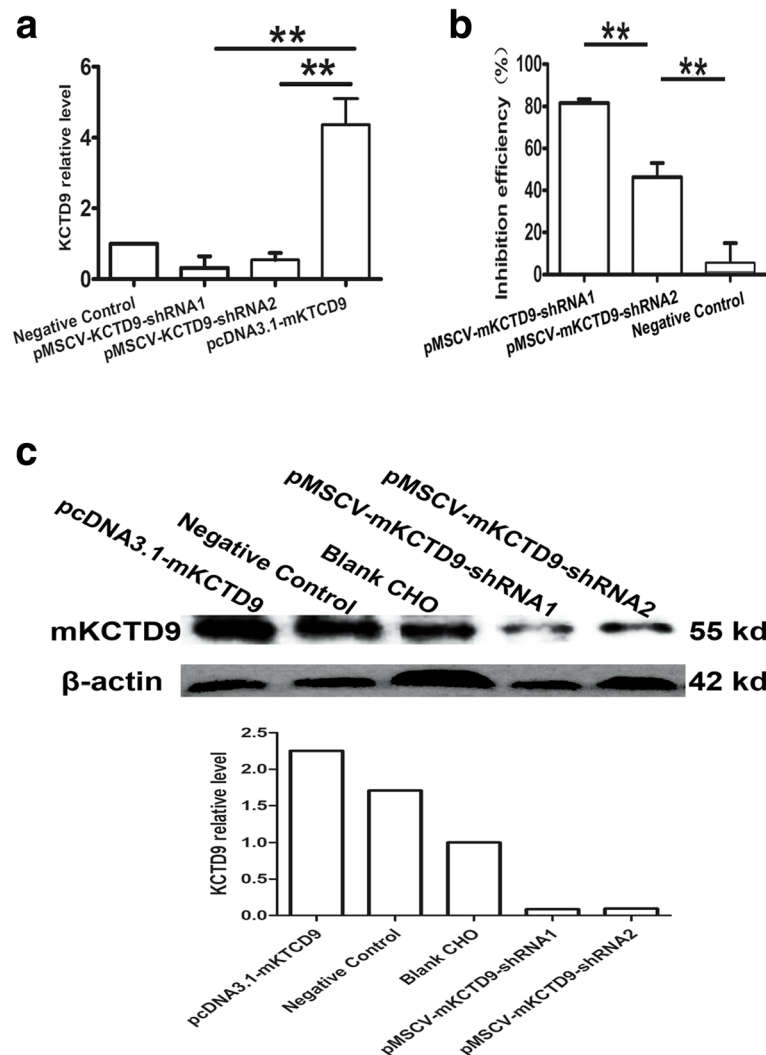 a
**
**
KCTD9 relative level
6
4
2
0
Negative Control
pMSCV-KCTD9-shRNA1
pMSCV-KCTD9-shRNA2
pcDNA3.1-mKTCD9
b
**
**
Inhibition efficiency (%)
100
80
60
40
20
0
pMSCV-mKCTD9-shRNA1
pMSCV-mKCTD9-shRNA2
Negative Control
c
pcDNA3.1-mKCTD9
Negative Control
Blank CHO
pMSCV-mKCTD9-shRNA1
pMSCV-mKCTD9-shRNA2
mKCTD9 55 kd
β-actin 42 kd
KCTD9 relative level
2.5
2.0
1.5
1.0
0.5
0.0
pcDNA3.1-mKTCD9
Negative Control
Blank CHO
pMSCV-mKCTD9-shRNA1
pMSCV-mKCTD9-shRNA2